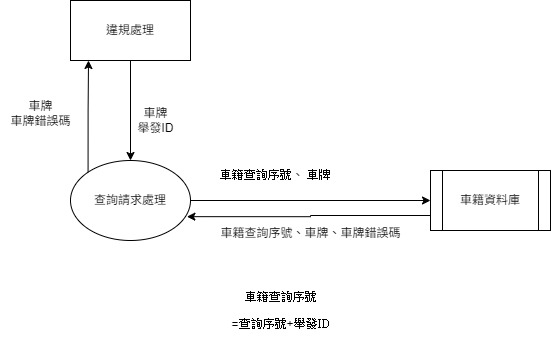 違規處理
車牌
車牌錯誤碼
車牌
舉發ID
查詢請求處理
車籍查詢序號、車牌
車籍資料庫
車籍查詢序號、車牌、車牌錯誤碼
車籍查詢序號
=查詢序號+舉發ID